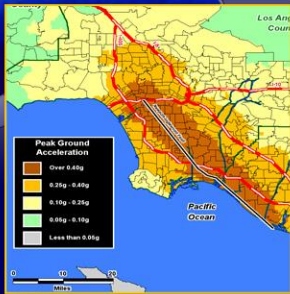 County
Los Angeles
County
Peak Ground
Acceleration
Over 0.40g
0.25g - 0.40g
0.10g - 0.25g
0.05g - 0.10g
Less than 0.05g
Pacific
Ocean
0 10 20
Miles